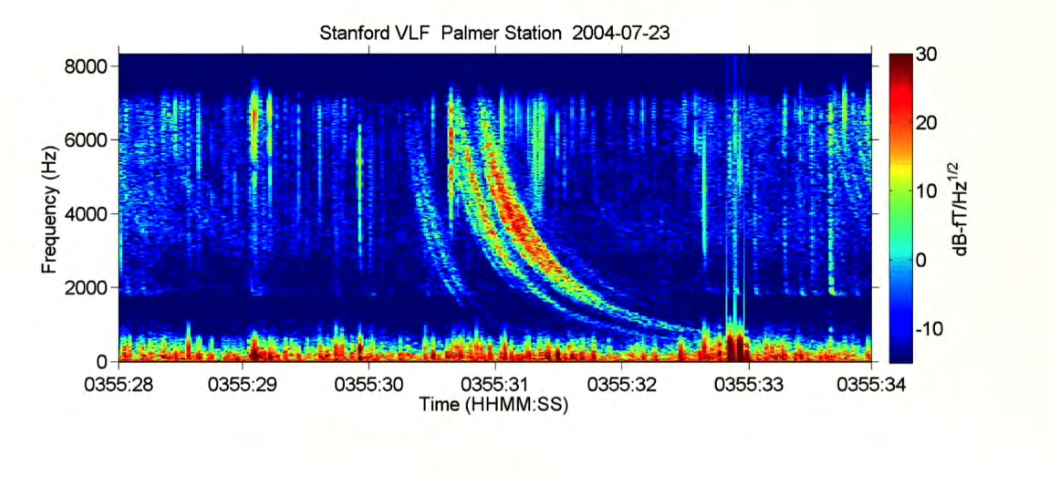 Stanford VLF Palmer Station 2004-07-23
8000
6000
4000
2000
0
Frequency (Hz)
0355:28 0355:29 0355:30 0355:31 0355:32 0355:33 0355:34
Time (HHMM:SS)
30
20
10
0
-10
dB-fT/Hz^1/2